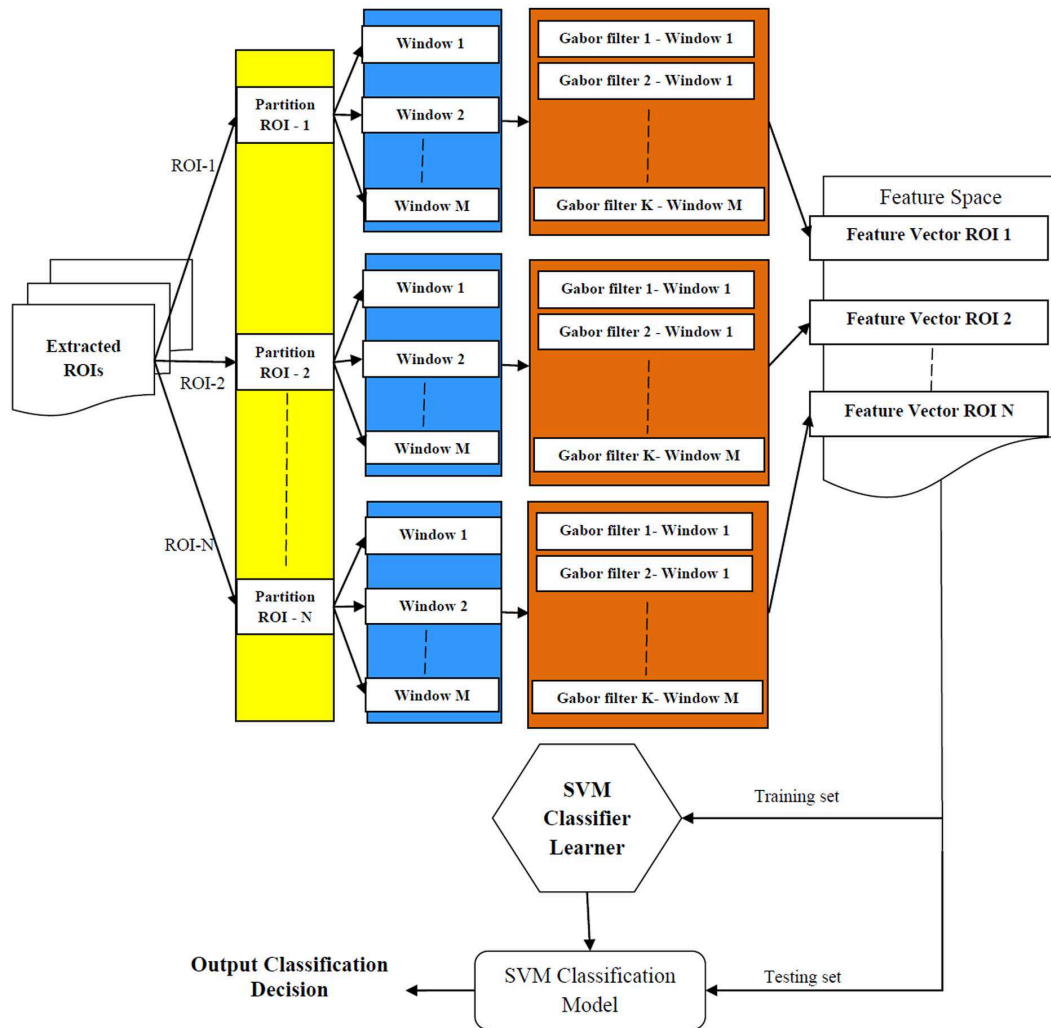 Extracted
ROIs
ROI-1
ROI-2
ROI-N
Partition
ROI - 1
Partition
ROI - 2
Partition
ROI - N
Window 1
Window 2
Window M
Window 1
Window 2
Window M
Window 1
Window 2
Window M
Gabor filter 1 - Window 1
Gabor filter 2 - Window 1
Gabor filter K - Window M
Gabor filter 1- Window 1
Gabor filter 2 - Window 1
Gabor filter K- Window M
Gabor filter 1- Window 1
Gabor filter 2- Window 1
Gabor filter K- Window M
Feature Space
Feature Vector ROI 1
Feature Vector ROI 2
Feature Vector ROI N
SVM
Classifier
Learner
Training set
Testing set
SVM Classification
Model
Output Classification
Decision